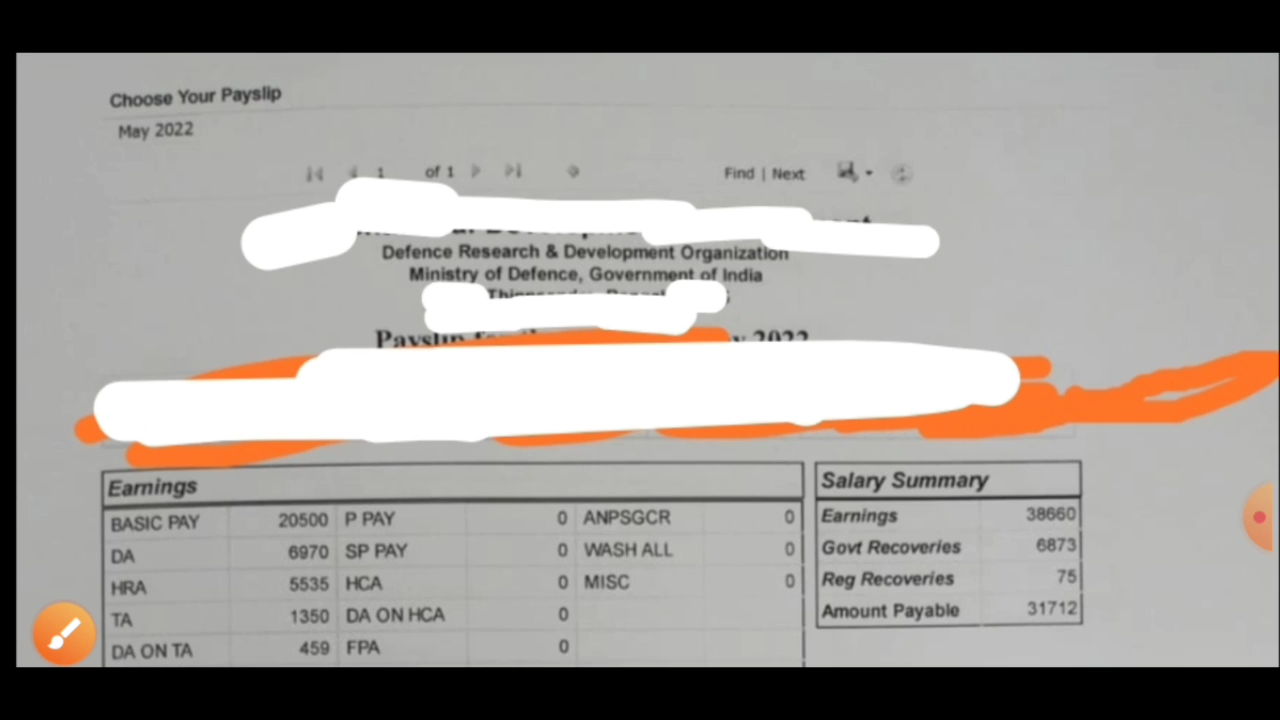 Choose Your Payslip
May 2022
1 of 1 Find | Next
Defence Research & Development Organization
Ministry of Defence, Government of India
Payslip 2022
Earnings
BASIC PAY 20500 P PAY 0 ANPSGCR 0
DA 6970 SP PAY 0 WASH ALL 0
HRA 5535 HCA 0 MISC 0
TA 1350 DA ON HCA 0
DA ON TA 459 FPA 0
Salary Summary
Earnings 38660
Govt Recoveries 6873
Reg Recoveries 75
Amount Payable 31712